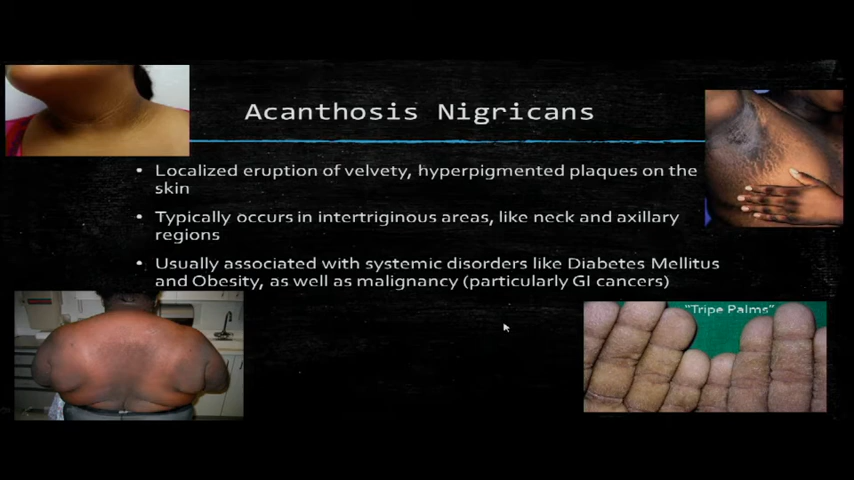 Acanthosis Nigricans
• Localized eruption of velvety, hyperpigmented plaques on the
skin
• Typically occurs in intertriginous areas, like neck and axillary
regions
• Usually associated with systemic disorders like Diabetes Mellitus
and Obesity, as well as malignancy (particularly GI cancers)
“Tripe Palms”